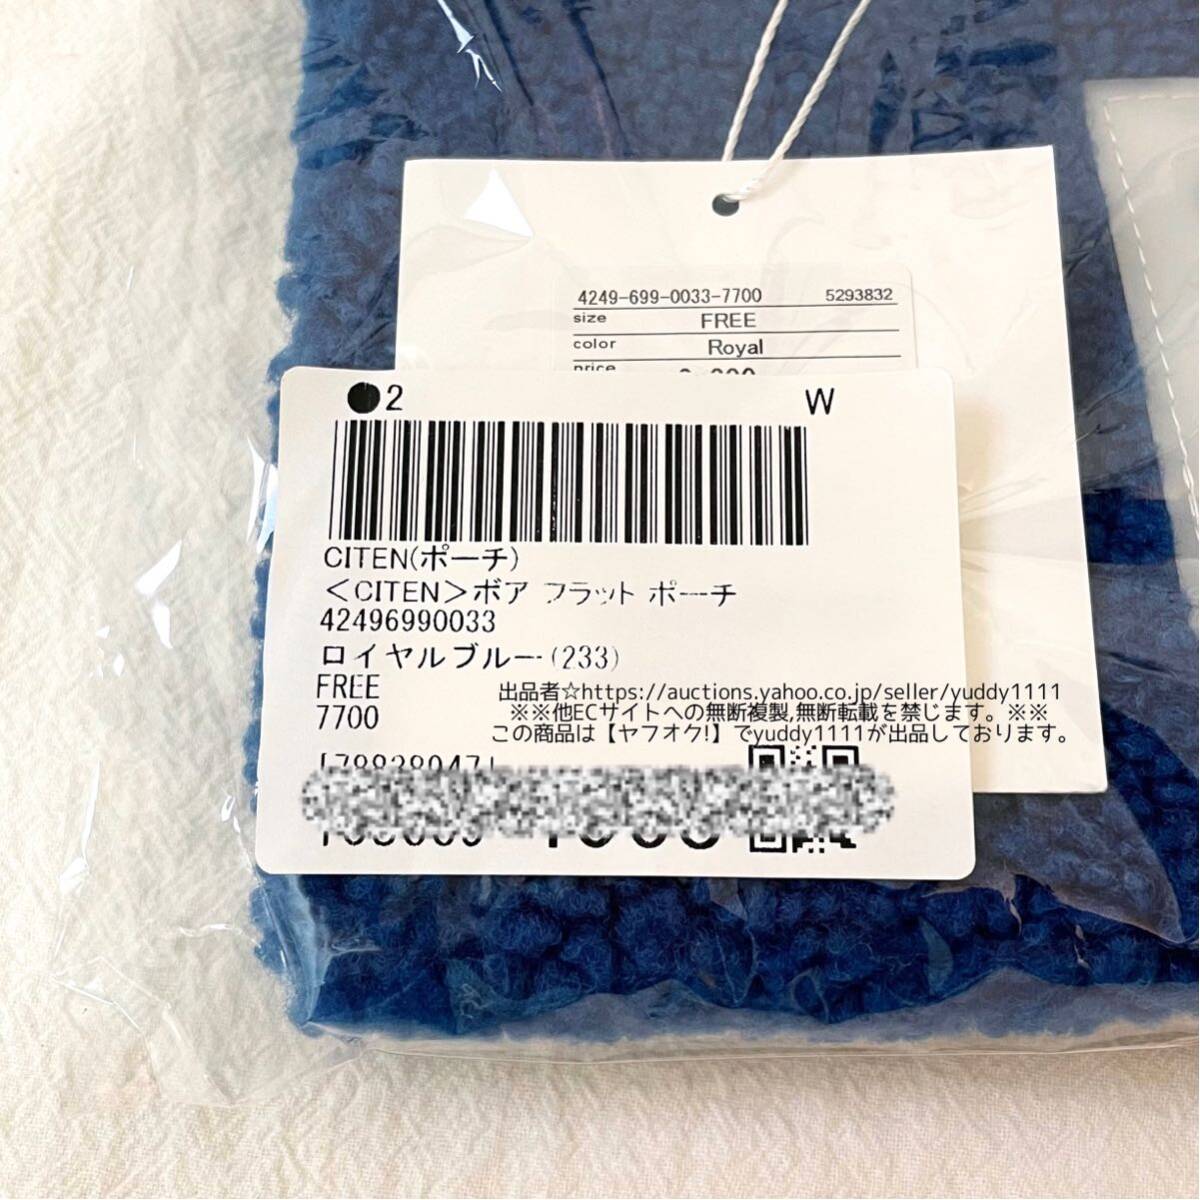 4249-699-0033-7700 5293832
size FREE
color Royal
price
●2 W
CITEN(ポーチ)
＜CITEN＞ボア フラット ポーチ
42496990033
ロイヤルブルー(233)
FREE
7700
出品者☆https://auctions.yahoo.co.jp/seller/yuddy1111
※※他ECサイトへの無断複製,無断転載を禁じます。※※
この商品は【ヤフオク!】でyuddy1111が出品しております。